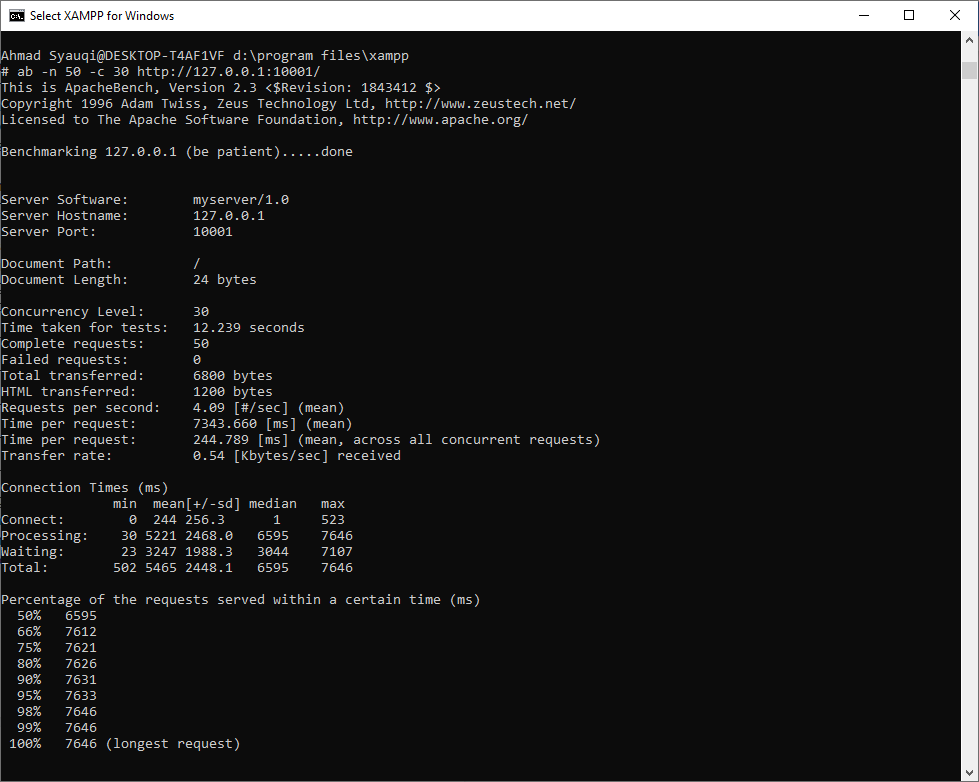 Select XAMPP for Windows
Ahmad Syauqi@DESKTOP-T4AF1VF d:\program files\xampp
# ab -n 50 -c 30 http://127.0.0.1:10001/
This is ApacheBench, Version 2.3 <$Revision: 1843412 $>
Copyright 1996 Adam Twiss, Zeus Technology Ltd, http://www.zeustech.net/
Licensed to The Apache Software Foundation, http://www.apache.org/

Benchmarking 127.0.0.1 (be patient).....done


Server Software:        myserver/1.0
Server Hostname:        127.0.0.1
Server Port:            10001

Document Path:          /
Document Length:        24 bytes

Concurrency Level:      30
Time taken for tests:   12.239 seconds
Complete requests:      50
Failed requests:        0
Total transferred:      6800 bytes
HTML transferred:       1200 bytes
Requests per second:    4.09 [#/sec] (mean)
Time per request:       7343.660 [ms] (mean)
Time per request:       244.789 [ms] (mean, across all concurrent requests)
Transfer rate:          0.54 [Kbytes/sec] received

Connection Times (ms)
              min  mean[+/-sd] median   max
Connect:        0  244 256.3      1     523
Processing:    30 5221 2468.0   6595    7646
Waiting:       23 3247 1988.3   3044    7107
Total:        502 5465 2448.1   6595    7646

Percentage of the requests served within a certain time (ms)
  50%   6595
  66%   7612
  75%   7621
  80%   7626
  90%   7631
  95%   7633
  98%   7646
  99%   7646
 100%   7646 (longest request)